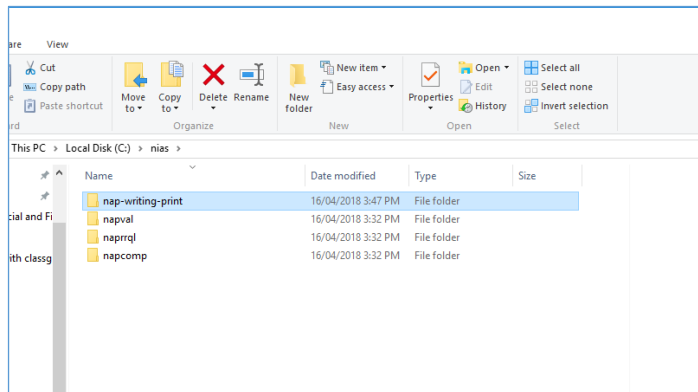 are View
Cut
Copy path
Paste shortcut
Move to
Copy to
Delete
Rename
New folder
New item
Easy access
Properties
Open
Edit
History
Select all
Select none
Invert selection
rd
Organize
New
Open
Select
This PC > Local Disk (C:) > nias >
Name Date modified Type Size
nap-writing-print 16/04/2018 3:47 PM File folder
napval 16/04/2018 3:32 PM File folder
naprrql 16/04/2018 3:32 PM File folder
napcomp 16/04/2018 3:32 PM File folder
cial and Fi
ith classg